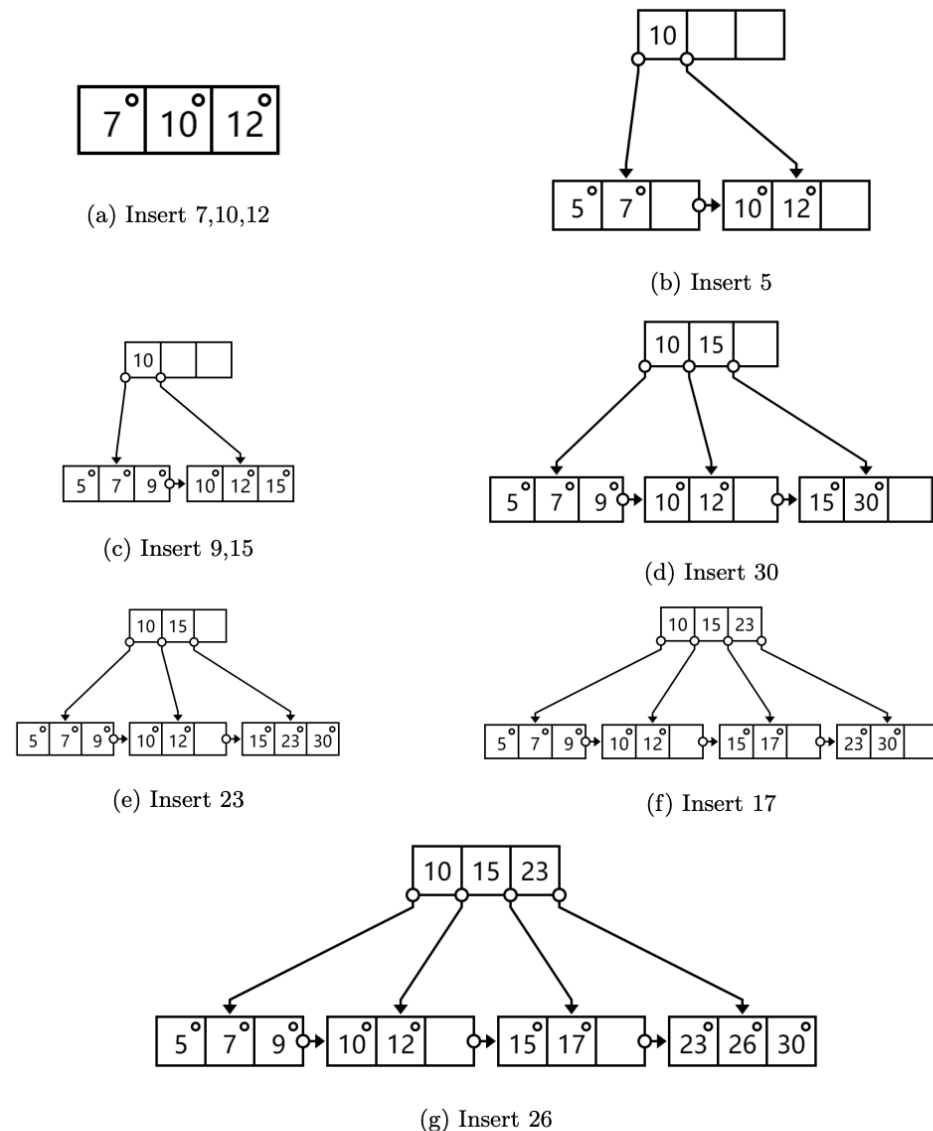 7 10 12
(a) Insert 7,10,12
10
5 7 10 12
(b) Insert 5
10
5 7 9 10 12 15
(c) Insert 9,15
10 15
5 7 9 10 12 15 30
(d) Insert 30
10 15
5 7 9 10 12 15 23 30
(e) Insert 23
10 15 23
5 7 9 10 12 15 17 23 30
(f) Insert 17
10 15 23
5 7 9 10 12 15 17 23 26 30
(g) Insert 26